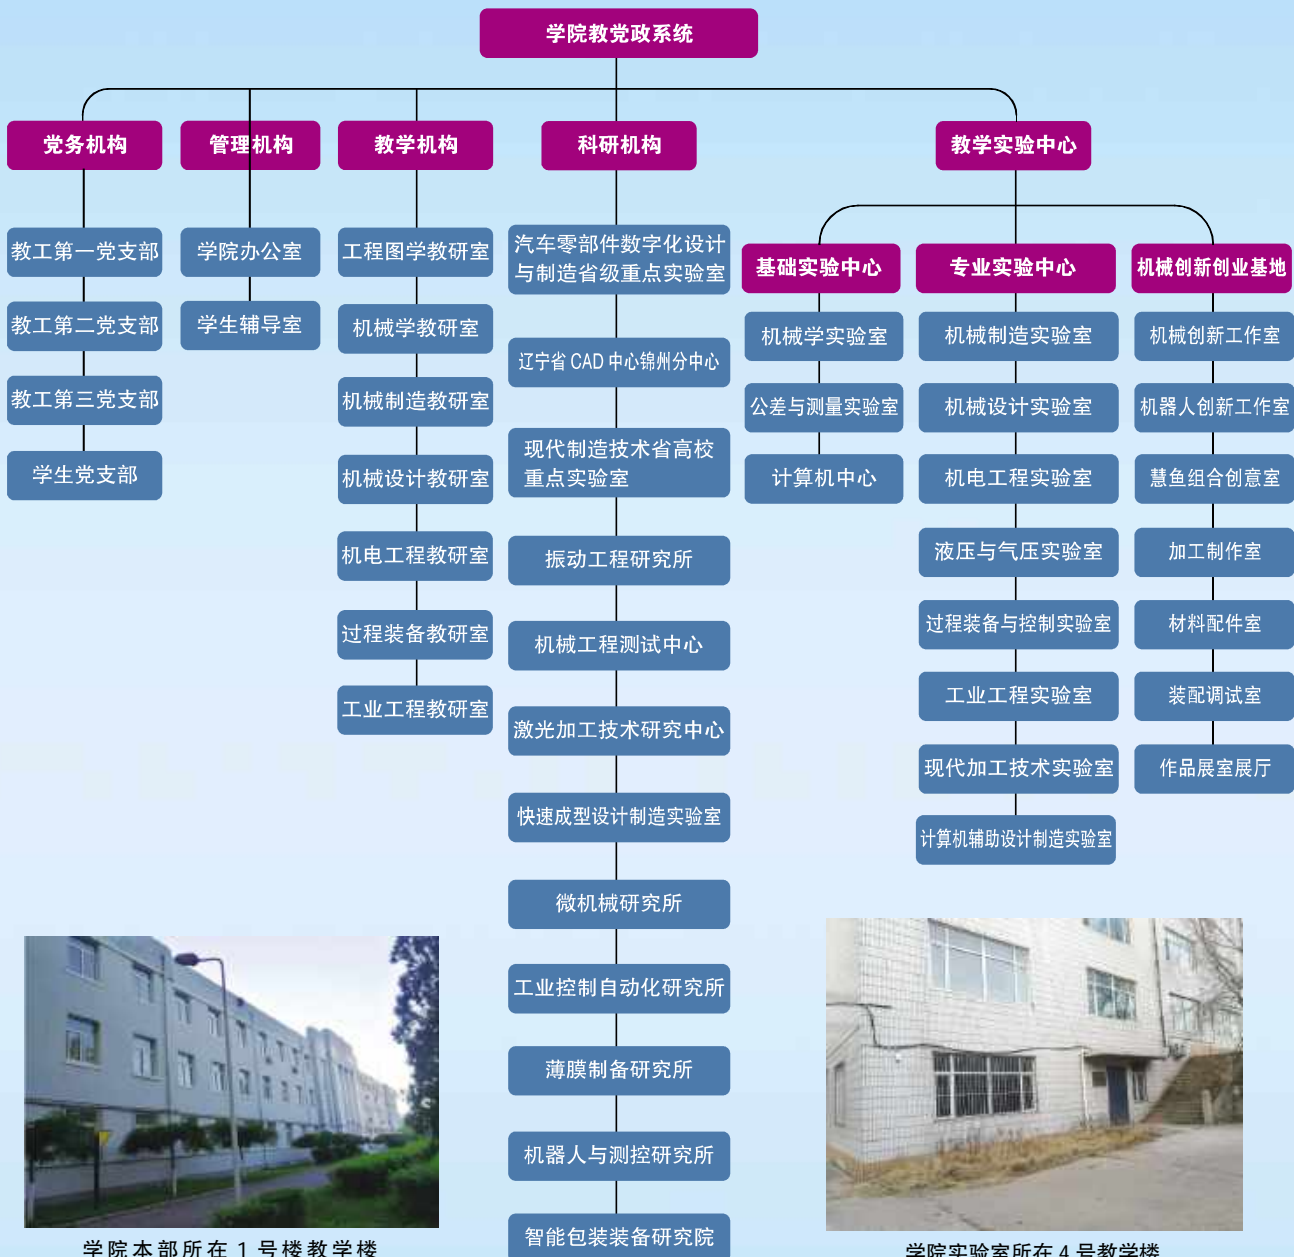 学院教党政系统
党务机构
管理机构
教学机构
科研机构
教学实验中心
教工第一党支部
教工第二党支部
教工第三党支部
学生党支部
学院办公室
学生辅导室
工程图学教研室
机械学教研室
机械制造教研室
机械设计教研室
机电工程教研室
过程装备教研室
工业工程教研室
汽车零部件数字化设计
与制造省级重点实验室
辽宁省 CAD 中心锦州分中心
现代制造技术省高校
重点实验室
振动工程研究所
机械工程测试中心
激光加工技术研究中心
快速成型设计制造实验室
微机械研究所
工业控制自动化研究所
薄膜制备研究所
机器人与测控研究所
智能包装装备研究院
基础实验中心
机械学实验室
公差与测量实验室
计算机中心
专业实验中心
机械制造实验室
机械设计实验室
机电工程实验室
液压与气压实验室
过程装备与控制实验室
工业工程实验室
现代加工技术实验室
计算机辅助设计制造实验室
机械创新创业基地
机械创新工作室
机器人创新工作室
慧鱼组合创意室
加工制作室
材料配件室
装配调试室
作品展室展厅
学院本部所在 1 号楼教学楼
学院实验室所在 4 号教学楼